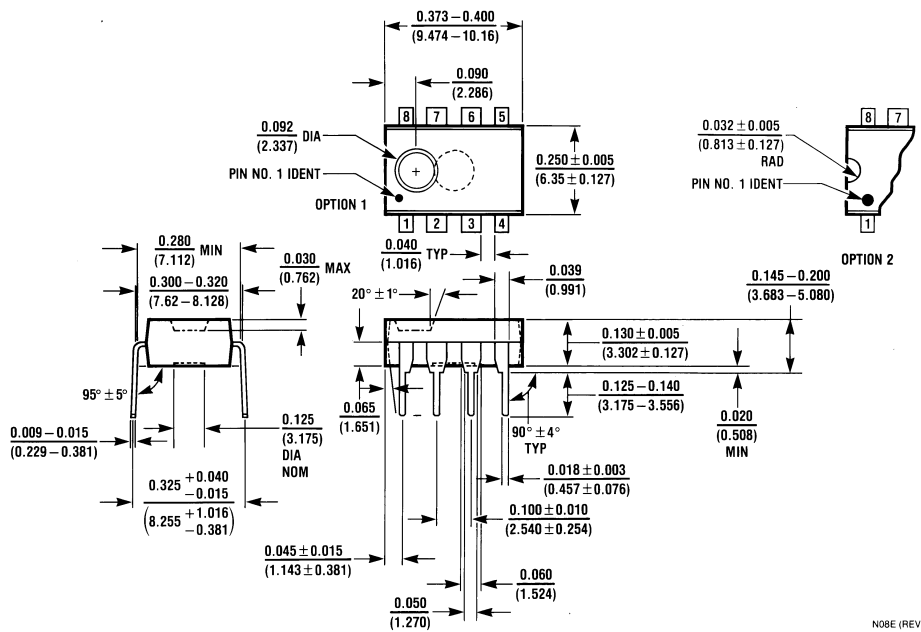 0.373–0.400
(9.474–10.16)
0.090
(2.286)
8 7 6 5
0.092 DIA
(2.337)
PIN NO. 1 IDENT
OPTION 1
0.250 ± 0.005
(6.35 ± 0.127)
1 2 3 4
8 7
0.032 ± 0.005
(0.813 ± 0.127)
RAD
PIN NO. 1 IDENT
1
OPTION 2
0.280 MIN
(7.112)
0.300–0.320
(7.62–8.128)
0.030 MAX
(0.762)
0.040 TYP
(1.016)
20° ± 1°
0.039
(0.991)
0.145–0.200
(3.683–5.080)
0.130 ± 0.005
(3.302 ± 0.127)
95° ± 5°
0.125
(3.175)
DIA
NOM
0.065
(1.651)
90° ± 4°
TYP
0.125–0.140
(3.175–3.556)
0.020
(0.508)
MIN
0.009–0.015
(0.229–0.381)
0.325 +0.040
−0.015
(8.255 +1.016
−0.381)
0.018 ± 0.003
(0.457 ± 0.076)
0.100 ± 0.010
(2.540 ± 0.254)
0.045 ± 0.015
(1.143 ± 0.381)
0.060
(1.524)
0.050
(1.270)
N08E (REV